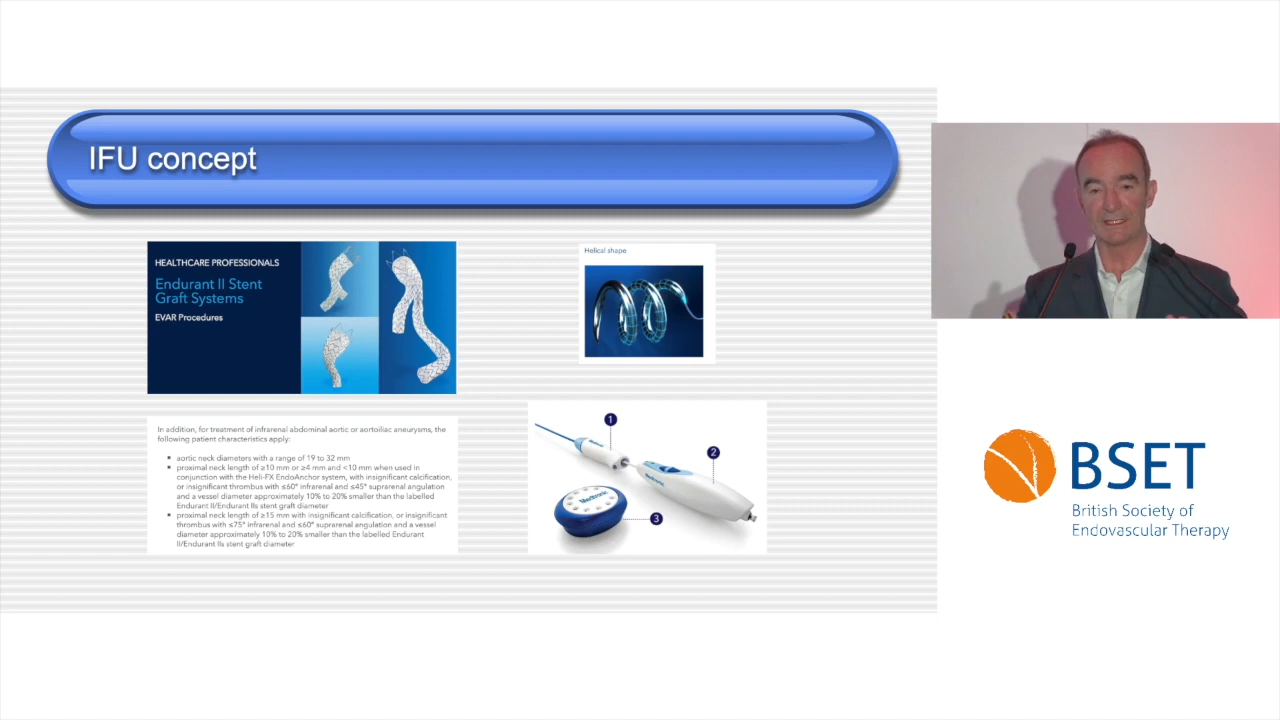 IFU concept
HEALTHCARE PROFESSIONALS
Endurant II Stent
Graft Systems
EVAR Procedures
Helical shape
In addition, for treatment of infrarenal abdominal aortic or aortoiliac aneurysms, the
following patient characteristics apply:
aortic neck diameters with a range of 19 to 32 mm
proximal neck length of ≥10 mm or ≥4 mm and <10 mm when used in
conjunction with the Heli-FX EndoAnchor system, with insignificant calcification,
or insignificant thrombus with ≤60° infrarenal and ≤45° suprarenal angulation
and a vessel diameter approximately 10% to 20% smaller than the labelled
Endurant II/Endurant IIs stent graft diameter
proximal neck length of ≥15 mm with insignificant calcification, or insignificant
thrombus with ≤75° infrarenal and ≤60° suprarenal angulation and a vessel
diameter approximately 10% to 20% smaller than the labelled Endurant
II/Endurant IIs stent graft diameter
1
2
Medtronic
3
BSET
British Society of
Endovascular Therapy